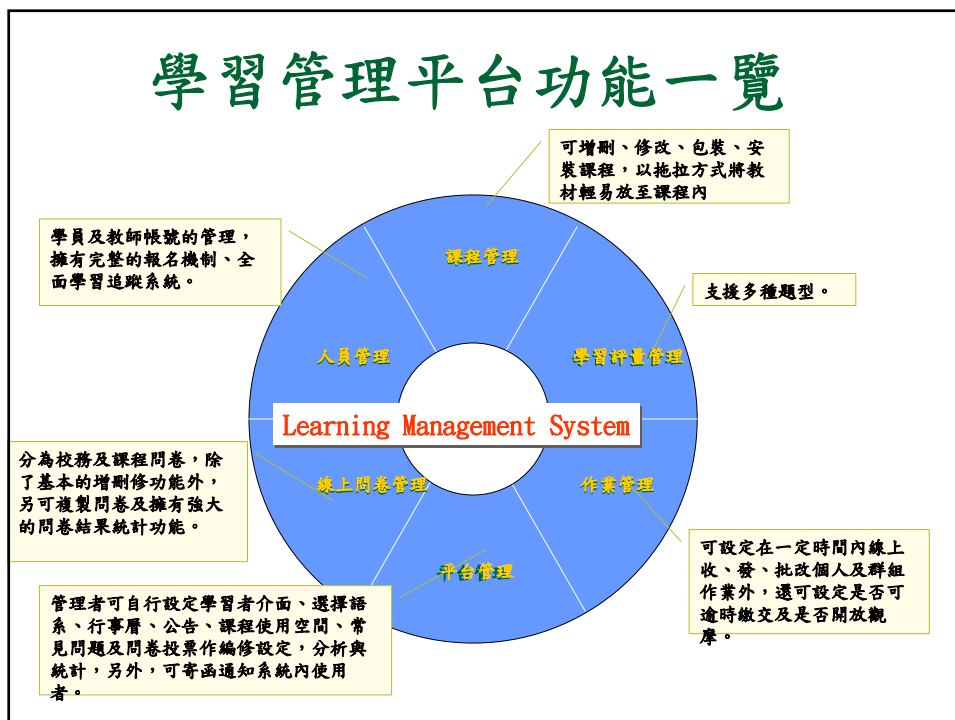 學習管理平台功能一覽
可增刪、修改、包裝、安
裝課程，以拖拉方式將教
材輕易放至課程內
學員及教師帳號的管理，
擁有完整的報名機制、全
面學習追蹤系統。
課程管理
支援多種題型。
人員管理
學習評量管理
Learning Management System
分為校務及課程問卷，除
了基本的增刪修功能外，
另可複製問卷及擁有強大
的問卷結果統計功能。
線上問卷管理
作業管理
可設定在一定時間內線上
收、發、批改個人及群組
作業外，還可設定是否可
逾時繳交及是否開放觀
摩。
平台管理
管理者可自行設定學習者介面、選擇語
系、行事曆、公告、課程使用空間、常
見問題及問卷投票作編修設定，分析與
統計，另外，可寄函通知系統內使用
者。